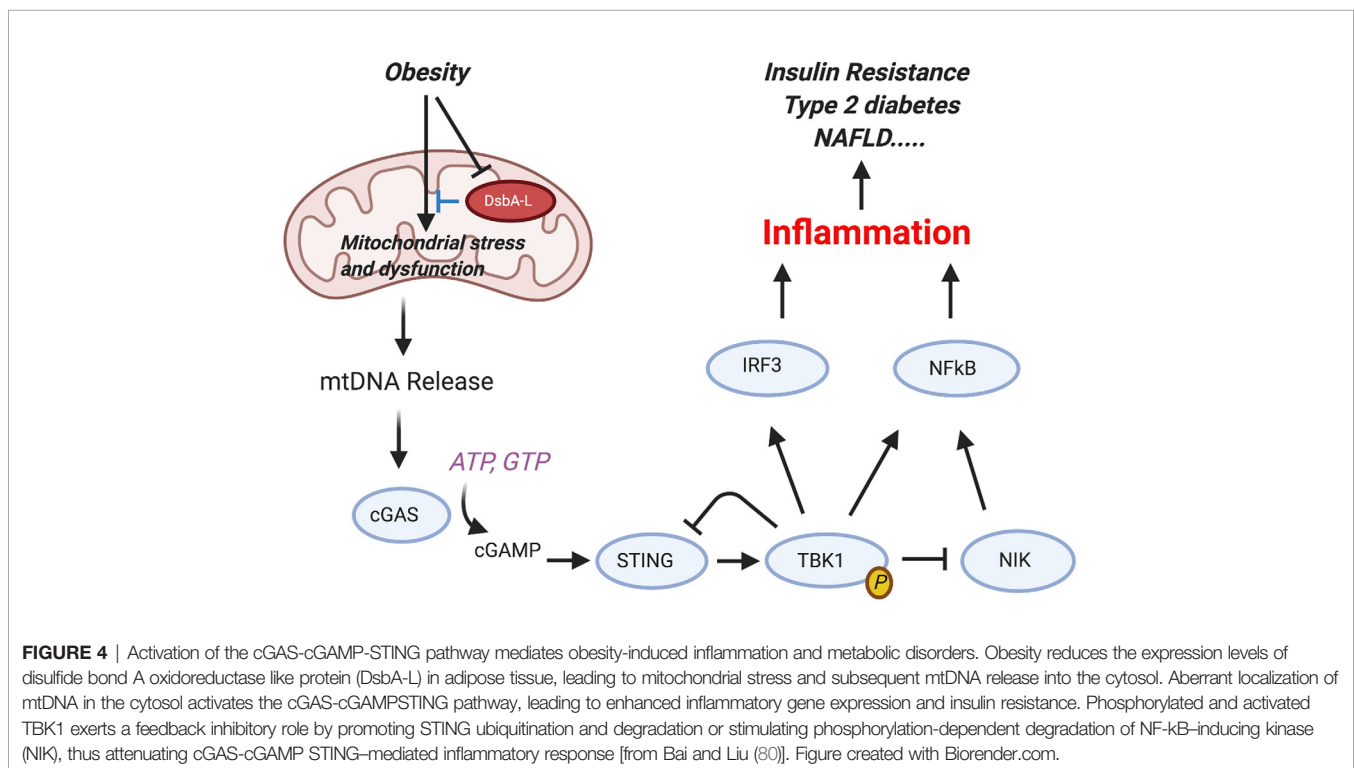 Obesity
DsbA-L
Mitochondrial stress
and dysfunction
mtDNA Release
ATP, GTP
cGAS
cGAMP
STING
TBK1
P
NIK
IRF3
NFkB
Inflammation
Insulin Resistance
Type 2 diabetes
NAFLD.....
FIGURE 4 | Activation of the cGAS-cGAMP-STING pathway mediates obesity-induced inflammation and metabolic disorders. Obesity reduces the expression levels of
disulfide bond A oxidoreductase like protein (DsbA-L) in adipose tissue, leading to mitochondrial stress and subsequent mtDNA release into the cytosol. Aberrant localization of
mtDNA in the cytosol activates the cGAS-cGAMPSTING pathway, leading to enhanced inflammatory gene expression and insulin resistance. Phosphorylated and activated
TBK1 exerts a feedback inhibitory role by promoting STING ubiquitination and degradation or stimulating phosphorylation-dependent degradation of NF-kB–inducing kinase
(NIK), thus attenuating cGAS-cGAMP STING–mediated inflammatory response [from Bai and Liu (80)]. Figure created with Biorender.com.